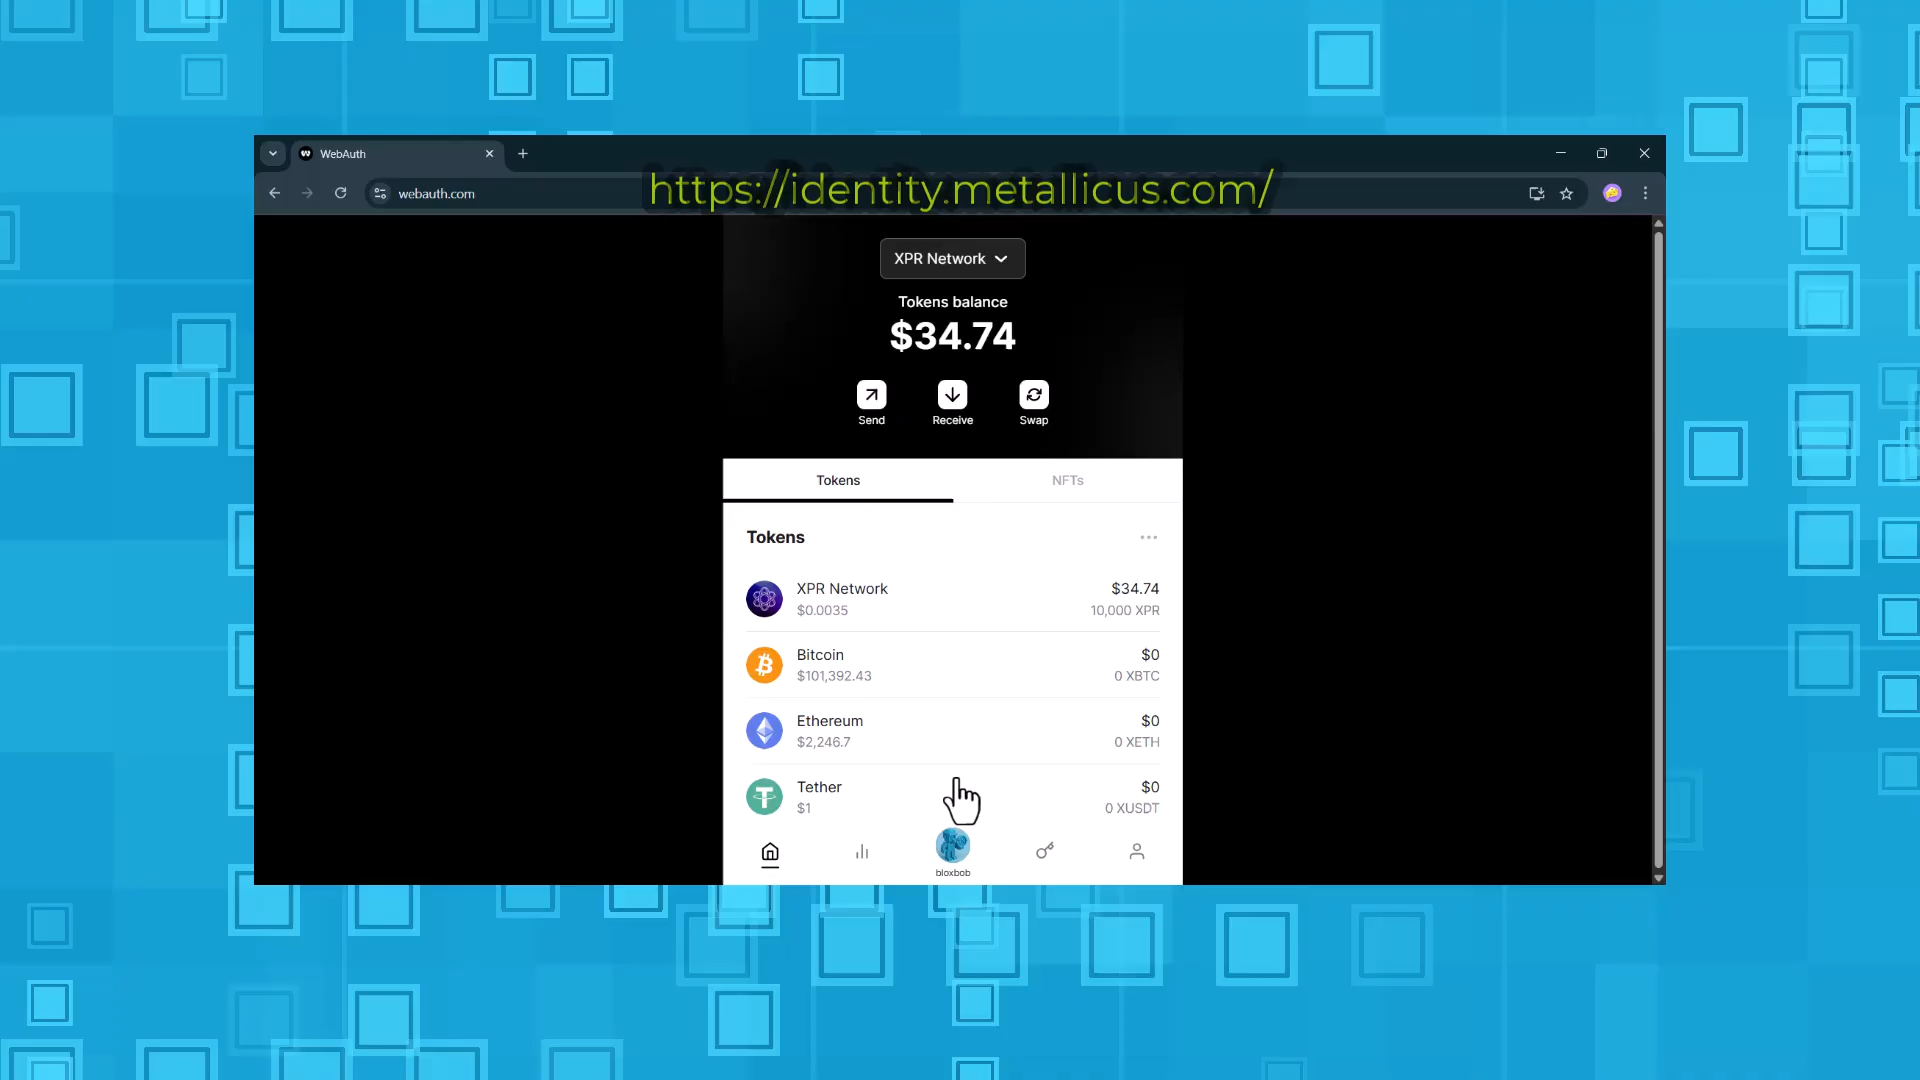 WebAuth
webauth.com
https://identity.metallicus.com/
XPR Network
Tokens balance
$34.74
Send
Receive
Swap
Tokens
NFTs
Tokens
XPR Network
$34.74
$0.0035
10,000 XPR
Bitcoin
$0
$101,392.43
0 XBTC
Ethereum
$0
$2,246.7
0 XETH
Tether
$0
$1
0 XUSDT
bloxbob